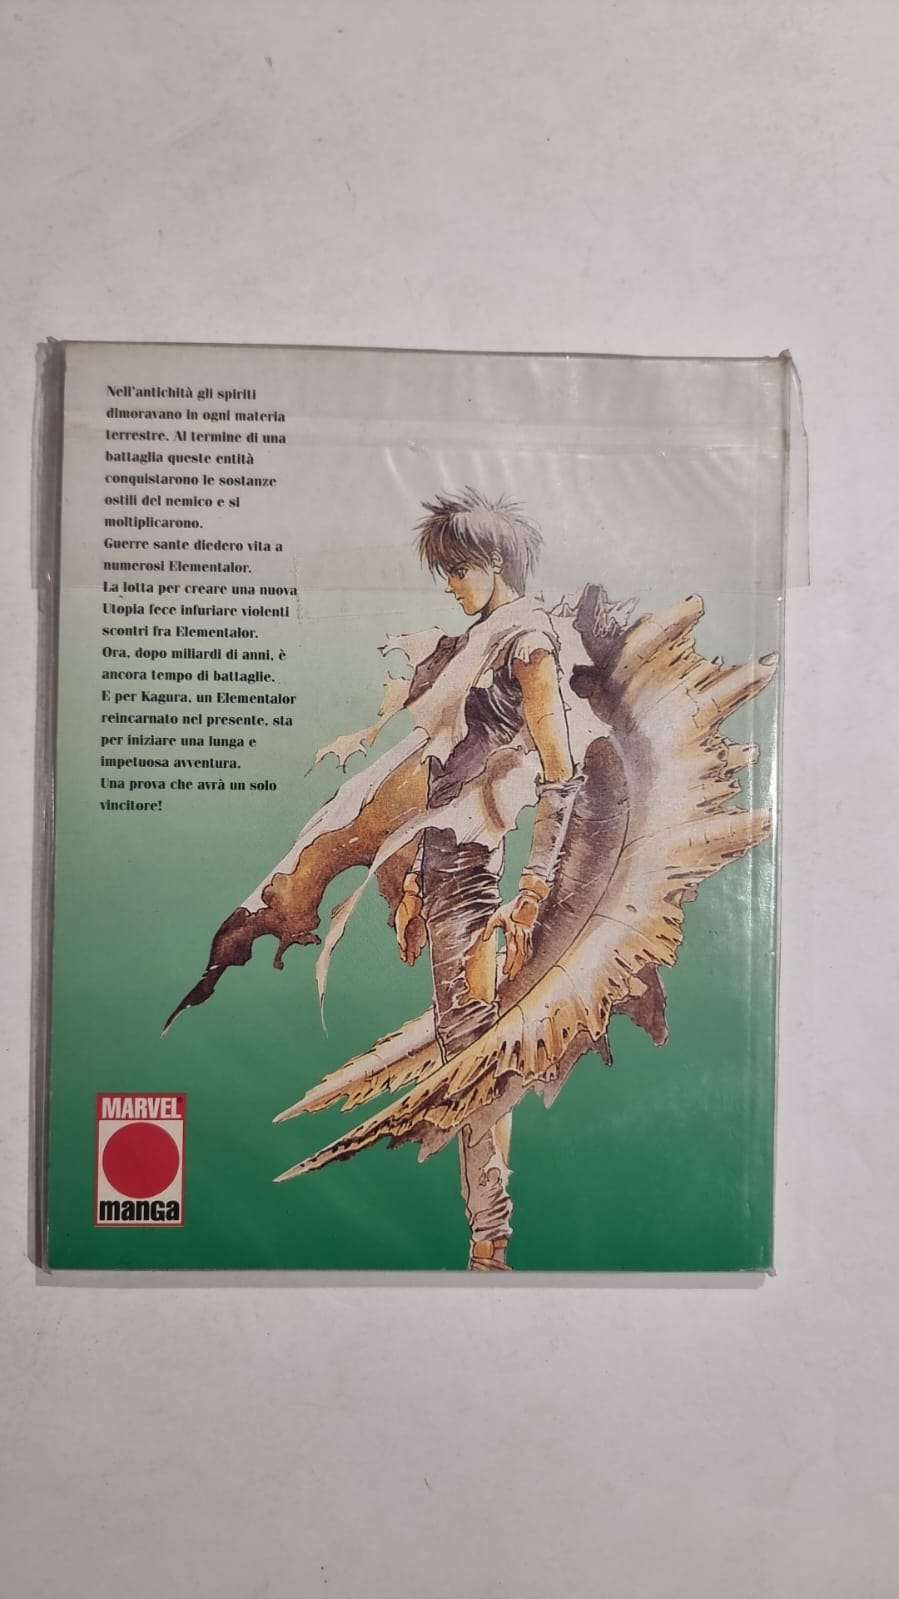 Nell'antichità gli spiriti
dimoravano in ogni materia
terrestre. Al termine di una
battaglia queste entità
conquistarono le sostanze
ostili del nemico e si
moltiplicarono.
Guerre sante diedero vita a
numerosi Elementalor.
La lotta per creare una nuova
Utopia fece infuriare violenti
scontri fra Elementalor.
Ora, dopo miliardi di anni, è
ancora tempo di battaglie.
E per Kagura, un Elementalor
reincarnato nel presente, sta
per iniziare una lunga e
impetuosa avventura.
Una prova che avrà un solo
vincitore!
MARVEL®
manga